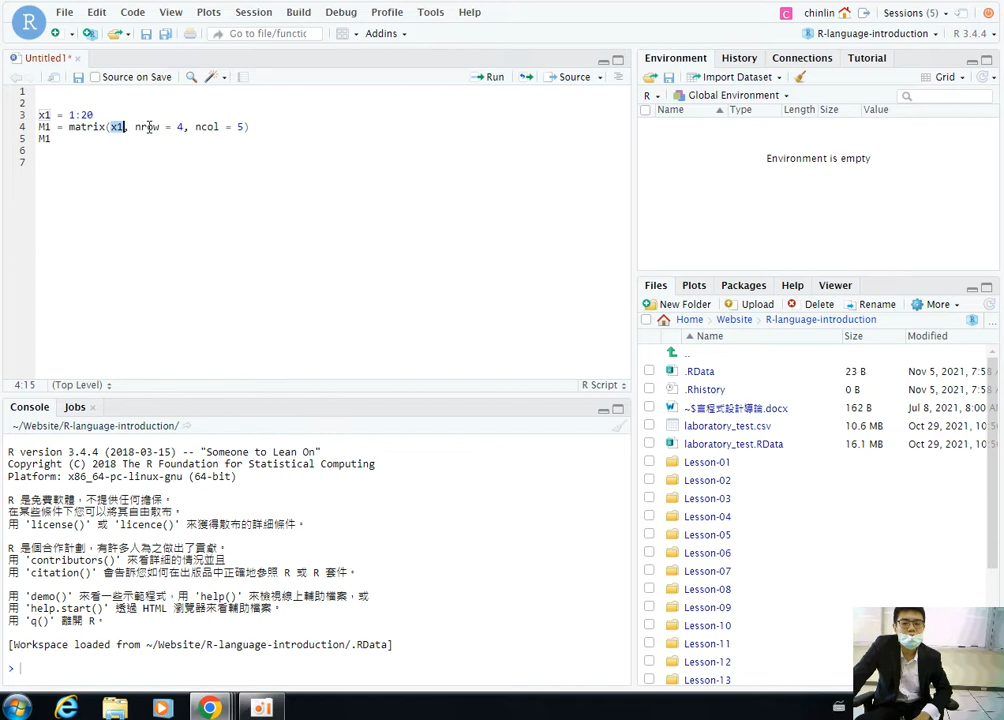 R File Edit Code View Plots Session Build Debug Profile Tools Help C chinlin Sessions (5)
Go to file/functic Addins R-language-introduction R 3.4.4
Untitled1* ×
Source on Save Run Source
1
2
3 x1 = 1:20
4 M1 = matrix(x1, nrow = 4, ncol = 5)
5 M1
6
7
4:15 (Top Level) R Script
Environment History Connections Tutorial
Import Dataset Grid
R Global Environment
Name Type Length Size Value
Environment is empty
Files Plots Packages Help Viewer
New Folder Upload Delete Rename More
Home Website R-language-introduction ...
Name Size Modified
..
.RData 23 B Nov 5, 2021, 7:58
.Rhistory 0 B Nov 5, 2021, 7:58
162 B Jul 8, 2021, 8:00
laboratory_test.csv 10.6 MB Oct 29, 2021, 10:
laboratory_test.RData 16.1 MB Oct 29, 2021, 10:
Lesson-01
Lesson-02
Lesson-03
Lesson-04
Lesson-05
Lesson-06
Lesson-07
Lesson-08
Lesson-09
Lesson-10
Lesson-11
Lesson-12
Lesson-13
Console Jobs ×
~/Website/R-language-introduction/
R version 3.4.4 (2018-03-15) -- "Someone to Lean On"
Copyright (C) 2018 The R Foundation for Statistical Computing
Platform: x86_64-pc-linux-gnu (64-bit)
R 是免費軟體，不提供任何擔保。
在某些條件下您可以將其自由散布。
用 'license()' 或 'licence()' 來獲得散布的詳細條件。
R 是個合作計劃，有許多人為之做出了貢獻。
用 'contributors()' 來看詳細的情況並且
用 'citation()' 會告訴您如何在出版品中正確地參照 R 或 R 套件。
用 'demo()' 來看一些示範程式，用 'help()' 來檢視線上輔助檔案，或
用 'help.start()' 透過 HTML 瀏覽器來看輔助檔案。
用 'q()' 離開 R。
[Workspace loaded from ~/Website/R-language-introduction/.RData]
>